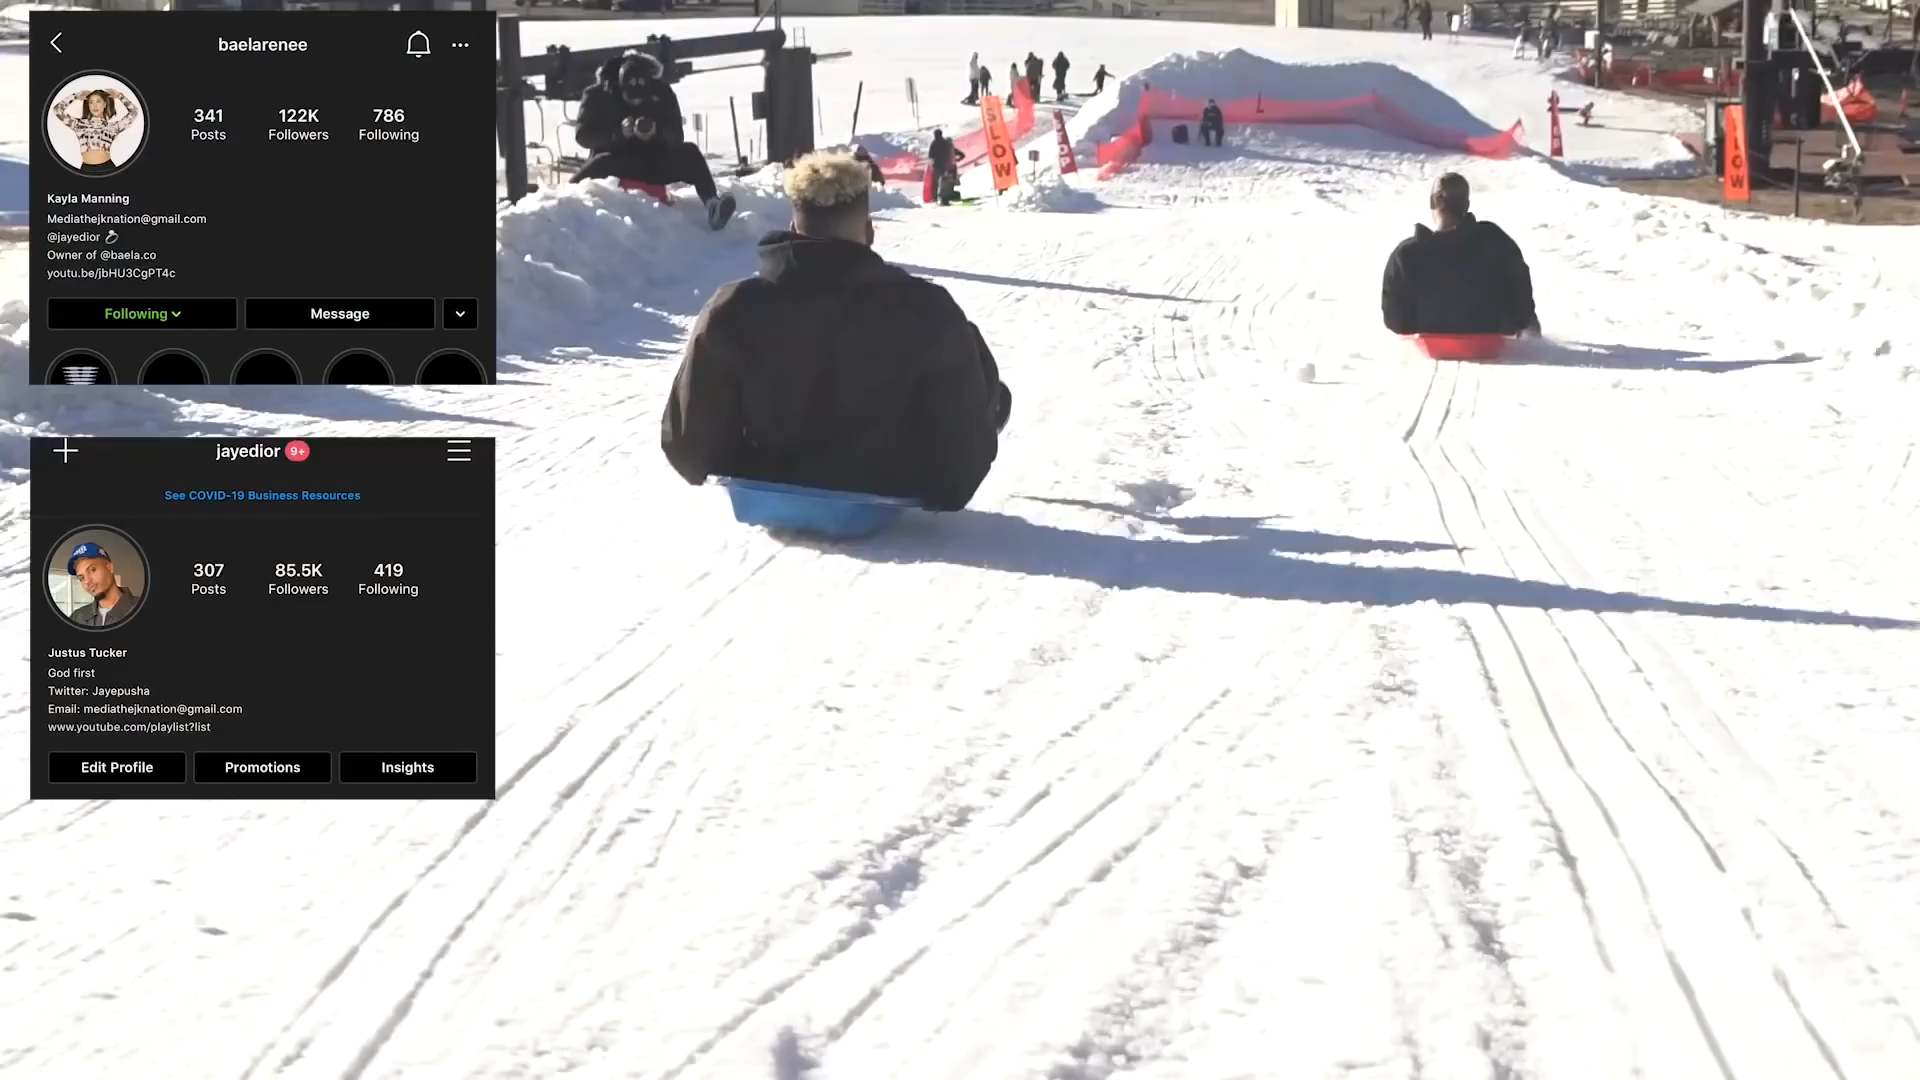 baelarenee
341
Posts
122K
Followers
786
Following
Kayla Manning
Mediathejknation@gmail.com
@jayedior 💍
Owner of @baela.co
youtu.be/jbHU3CgPT4c
Following
Message
jayedior 9+
See COVID-19 Business Resources
307
Posts
85.5K
Followers
419
Following
Justus Tucker
God first
Twitter: Jayepusha
Email: mediathejknation@gmail.com
www.youtube.com/playlist?list
Edit Profile
Promotions
Insights
SLOW
SLOW